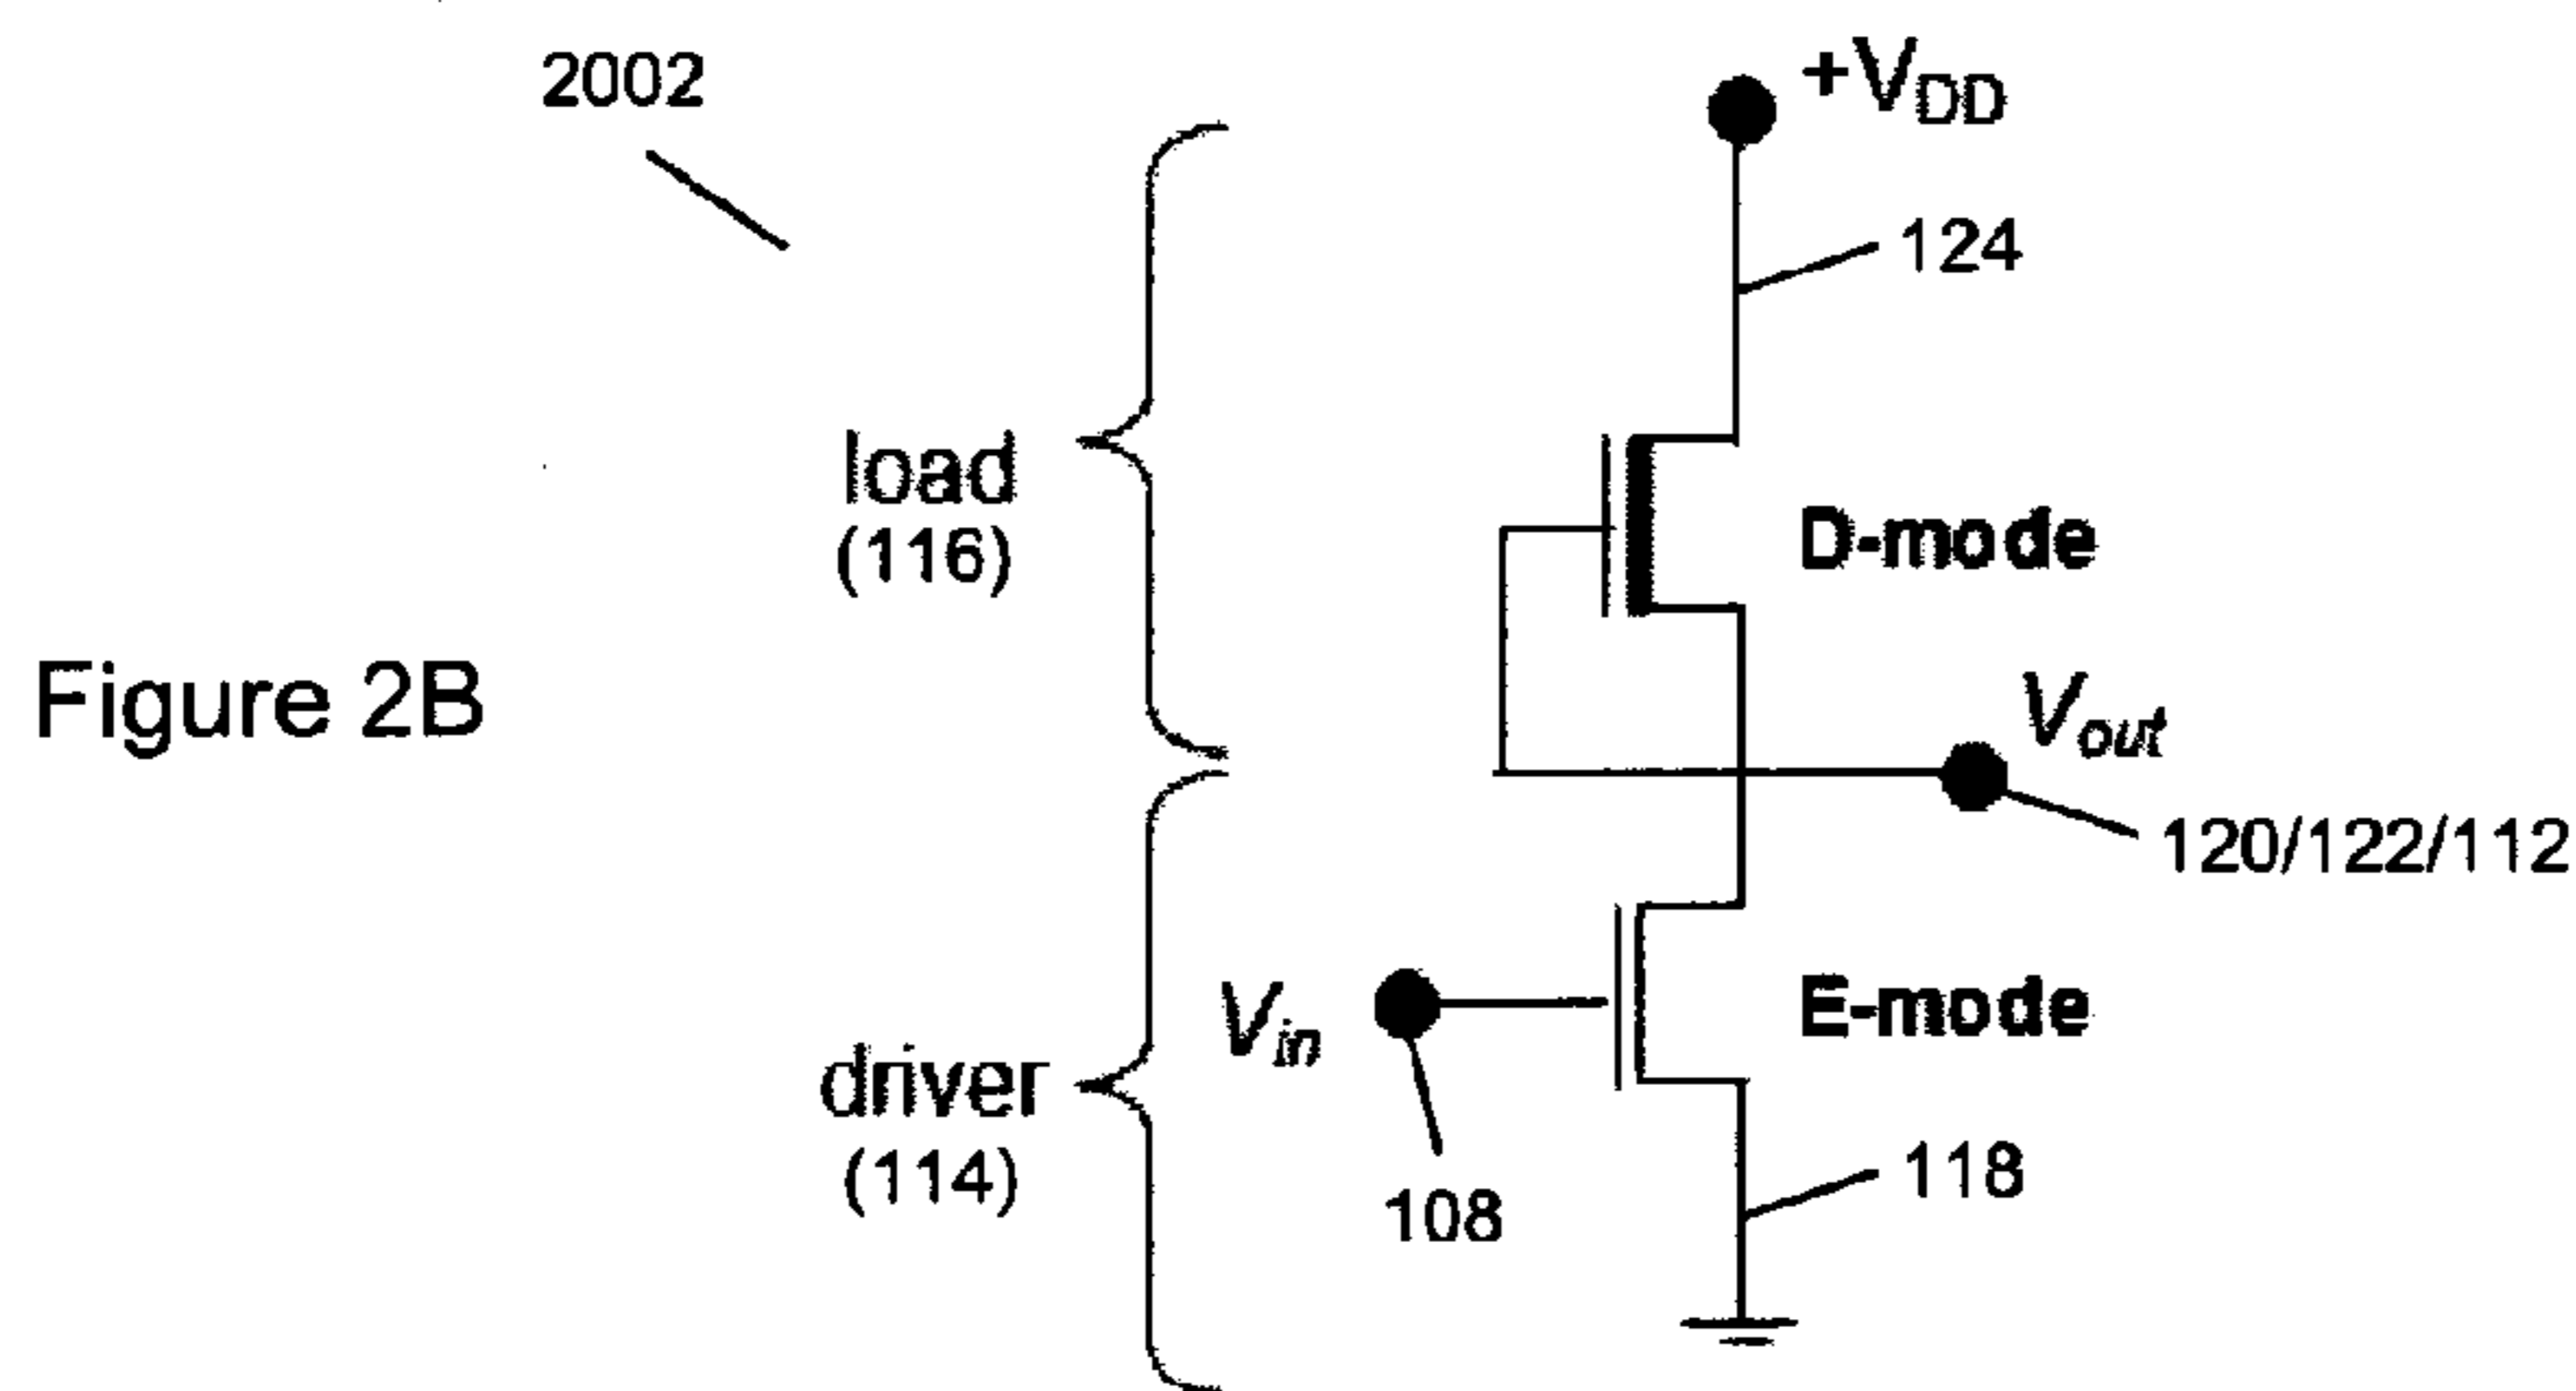 2002
+VDD
124
load
(116)
D-mode
Figure 2B
Vout
120/122/112
Vin
E-mode
driver
(114)
108
118